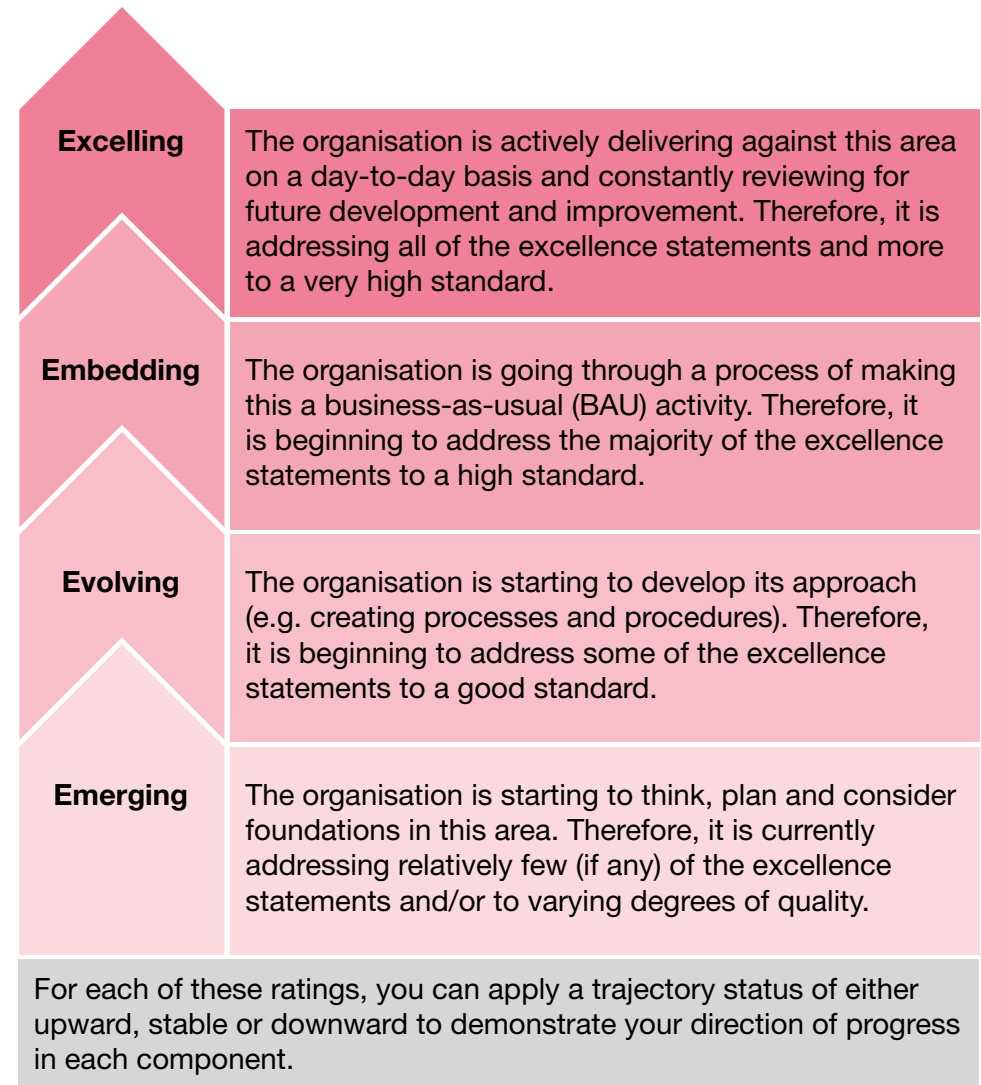 Excelling
The organisation is actively delivering against this area
on a day-to-day basis and constantly reviewing for
future development and improvement. Therefore, it is
addressing all of the excellence statements and more
to a very high standard.
Embedding
The organisation is going through a process of making
this a business-as-usual (BAU) activity. Therefore, it
is beginning to address the majority of the excellence
statements to a high standard.
Evolving
The organisation is starting to develop its approach
(e.g. creating processes and procedures). Therefore,
it is beginning to address some of the excellence
statements to a good standard.
Emerging
The organisation is starting to think, plan and consider
foundations in this area. Therefore, it is currently
addressing relatively few (if any) of the excellence
statements and/or to varying degrees of quality.
For each of these ratings, you can apply a trajectory status of either
upward, stable or downward to demonstrate your direction of progress
in each component.